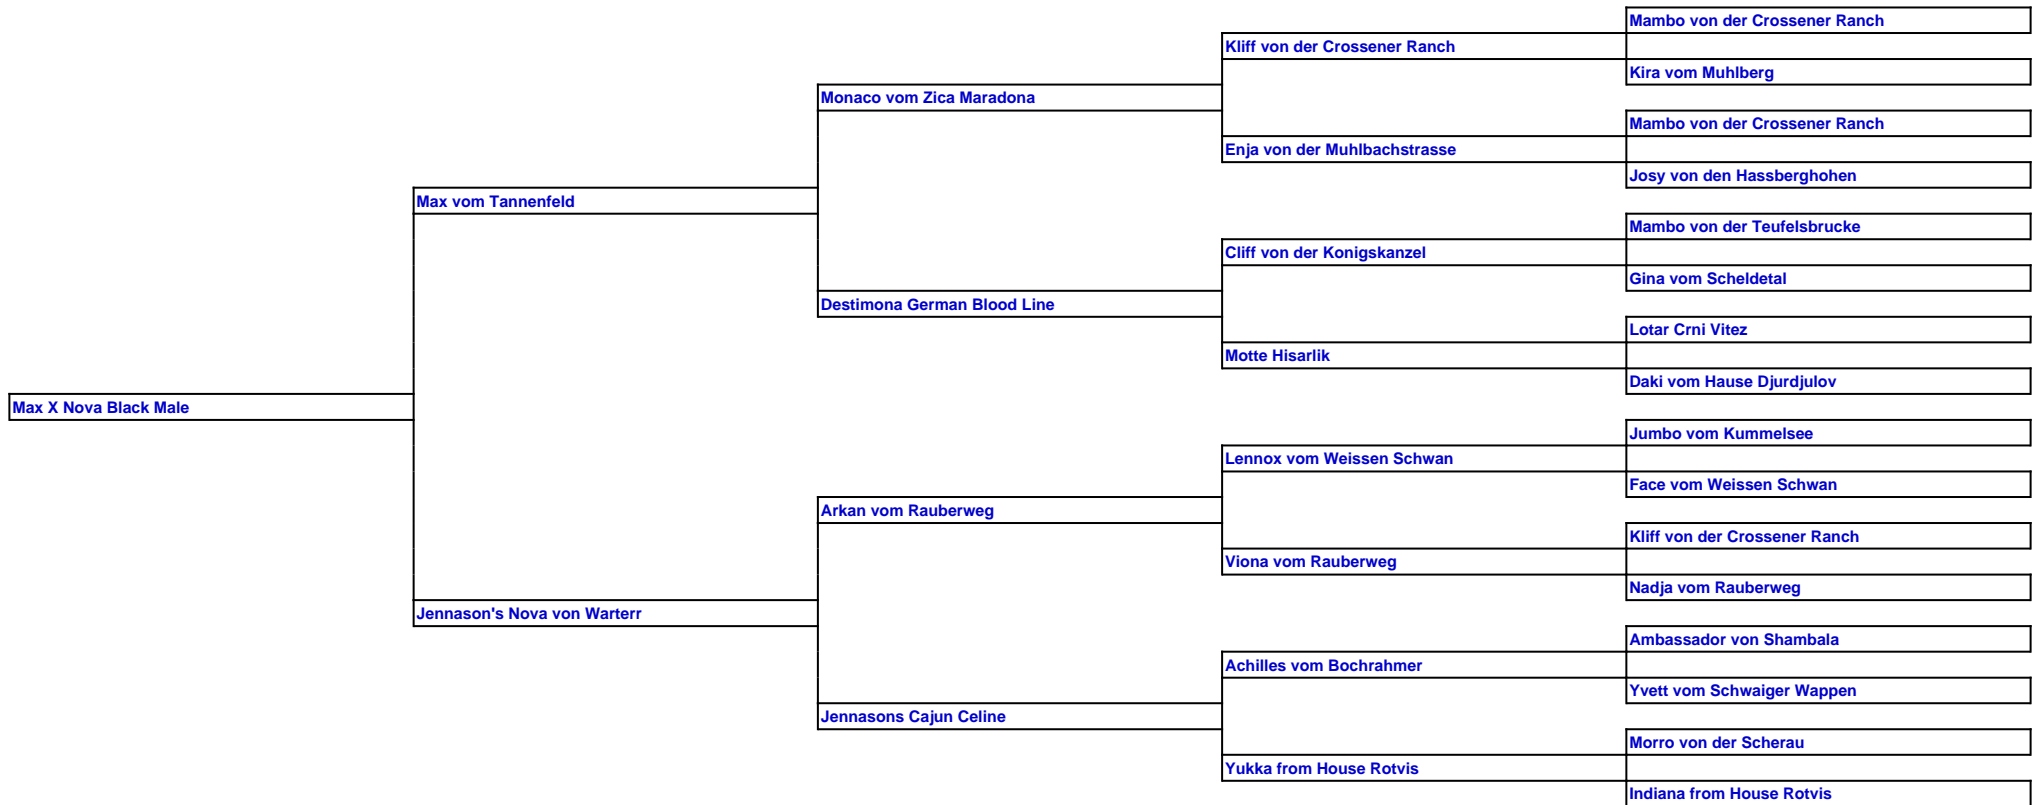 Mambo von der Crossener Ranch
Kliff von der Crossener Ranch
Kira vom Muhlberg
Monaco vom Zica Maradona
Mambo von der Crossener Ranch
Enja von der Muhlbachstrasse
Josy von den Hassberghohen
Max vom Tannenfeld
Mambo von der Teufelsbrucke
Cliff von der Konigskanzel
Gina vom Scheldetal
Destimona German Blood Line
Lotar Crni Vitez
Motte Hisarlik
Daki vom Hause Djurdjulov
Max X Nova Black Male
Jumbo vom Kummelsee
Lennox vom Weissen Schwan
Face vom Weissen Schwan
Arkan vom Rauberweg
Kliff von der Crossener Ranch
Viona vom Rauberweg
Nadja vom Rauberweg
Jennason's Nova von Warterr
Ambassador von Shambala
Achilles vom Bochrahmer
Yvett vom Schwaiger Wappen
Jennasons Cajun Celine
Morro von der Scherau
Yukka from House Rotvis
Indiana from House Rotvis